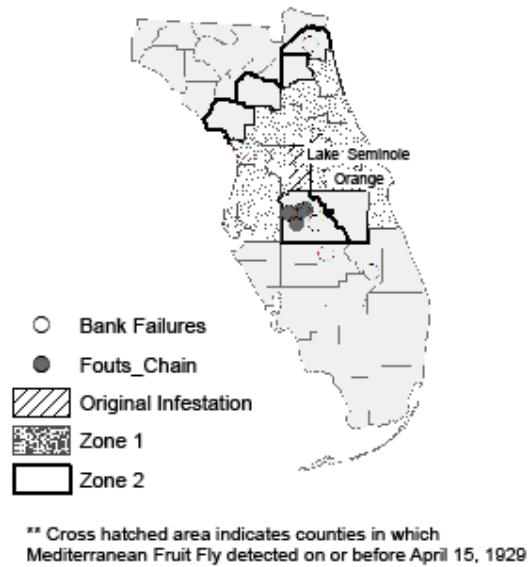 Lake Seminole
Orange
Bank Failures
Fouts_Chain
Original Infestation
Zone 1
Zone 2
** Cross hatched area indicates counties in which
Mediterranean Fruit Fly detected on or before April 15, 1929